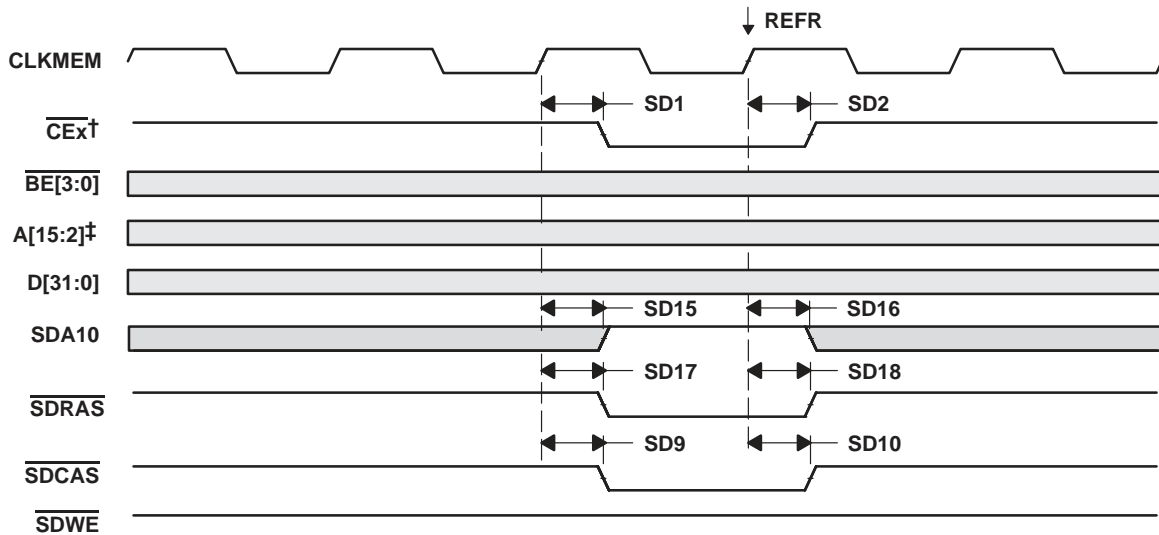 REFR
CLKMEM
SD1 SD2
CEx†
BE[3:0]
A[15:2]‡
D[31:0]
SD15 SD16
SDA10
SD17 SD18
SDRAS
SD9 SD10
SDCAS
SDWE